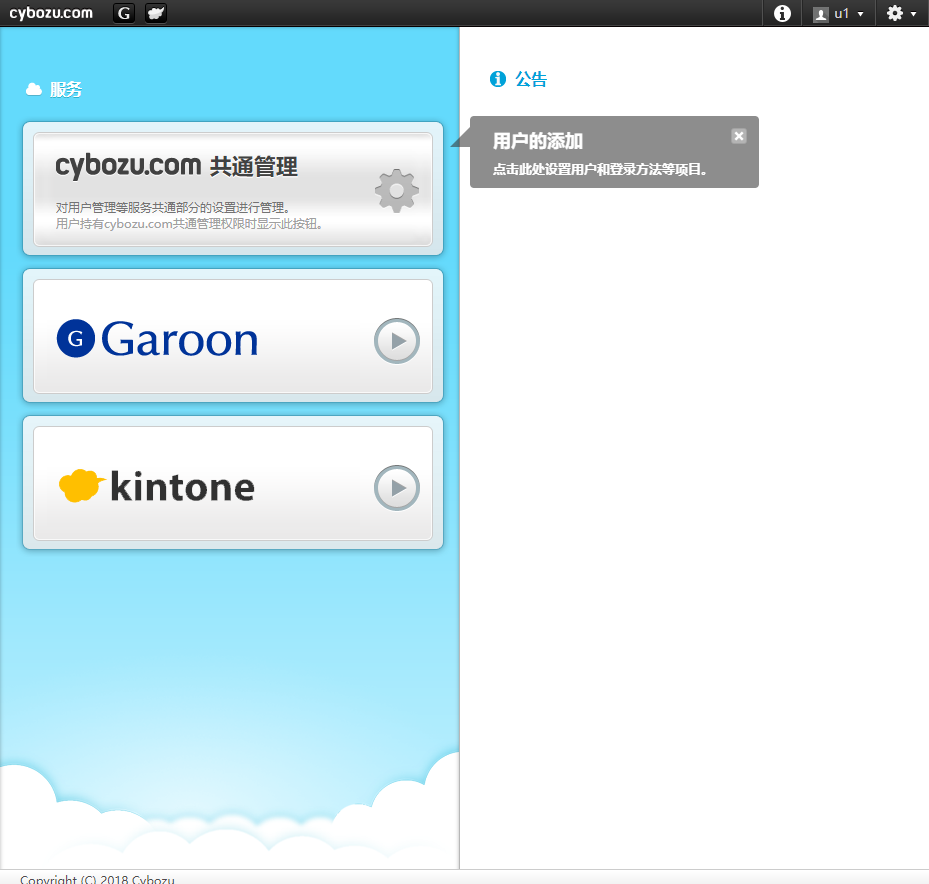 cybozu.com G
u1
服务
公告
用户的添加
点击此处设置用户和登录方法等项目。
cybozu.com 共通管理
对用户管理等服务共通部分的设置进行管理。
用户持有cybozu.com共通管理权限时显示此按钮。
G Garoon
kintone
Copyright (C) 2018 Cybozu